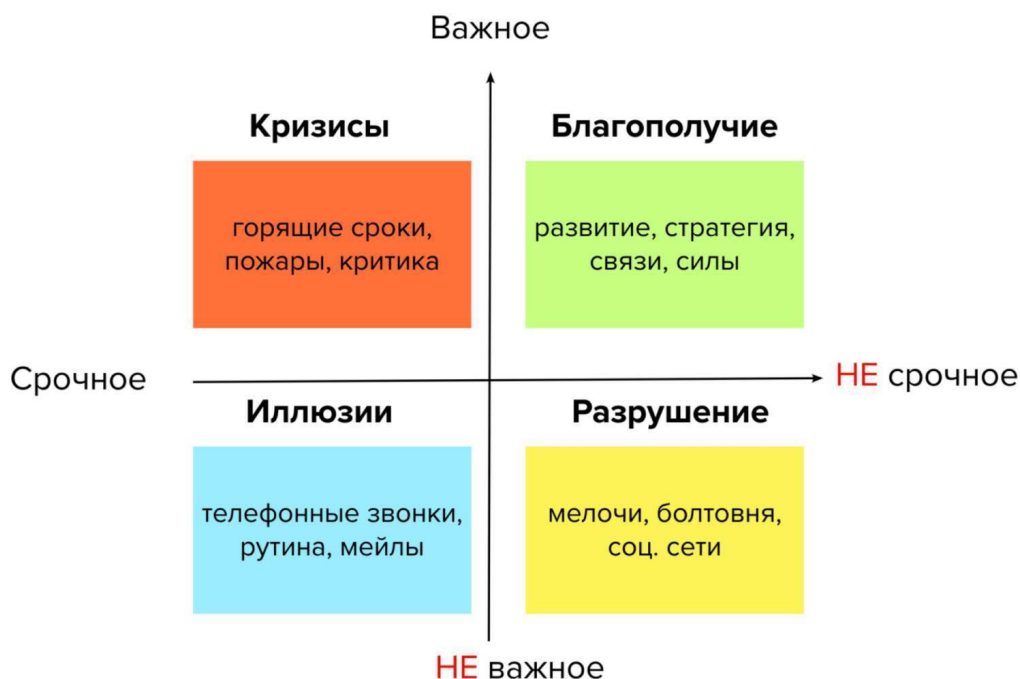 Важное
Кризисы
Благополучие
горящие сроки,
пожары, критика
развитие, стратегия,
связи, силы
Срочное
НЕ срочное
Иллюзии
Разрушение
телефонные звонки,
рутина, мейлы
мелочи, болтовня,
соц. сети
НЕ важное